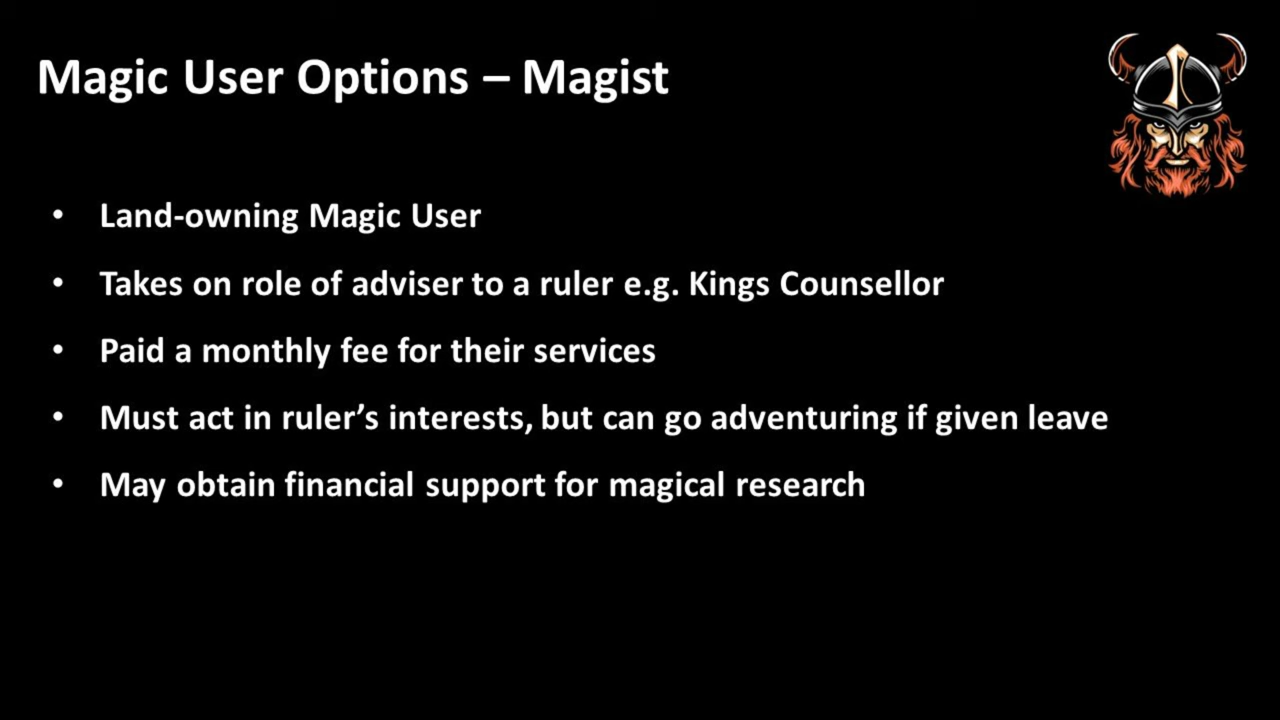 Magic User Options – Magist
• Land-owning Magic User
• Takes on role of adviser to a ruler e.g. Kings Counsellor
• Paid a monthly fee for their services
• Must act in ruler’s interests, but can go adventuring if given leave
• May obtain financial support for magical research